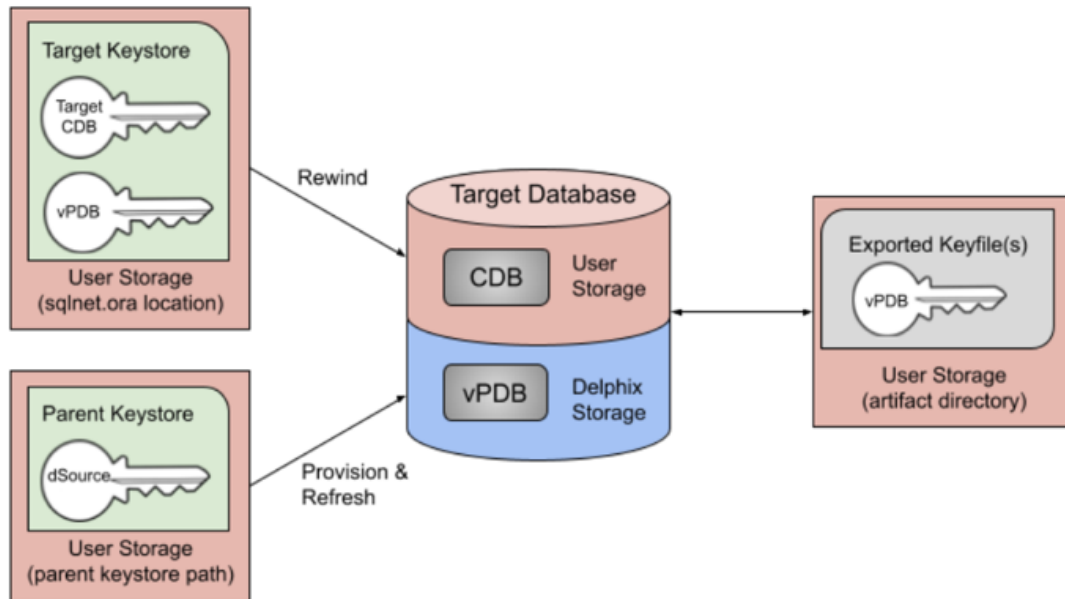 Target Keystore
Target
CDB
vPDB
User Storage
(sqlnet.ora location)
Rewind
Parent Keystore
dSource
User Storage
(parent keystore path)
Provision &
Refresh
Target Database
CDB
User
Storage
vPDB
Delphix
Storage
Exported Keyfile(s)
vPDB
User Storage
(artifact directory)